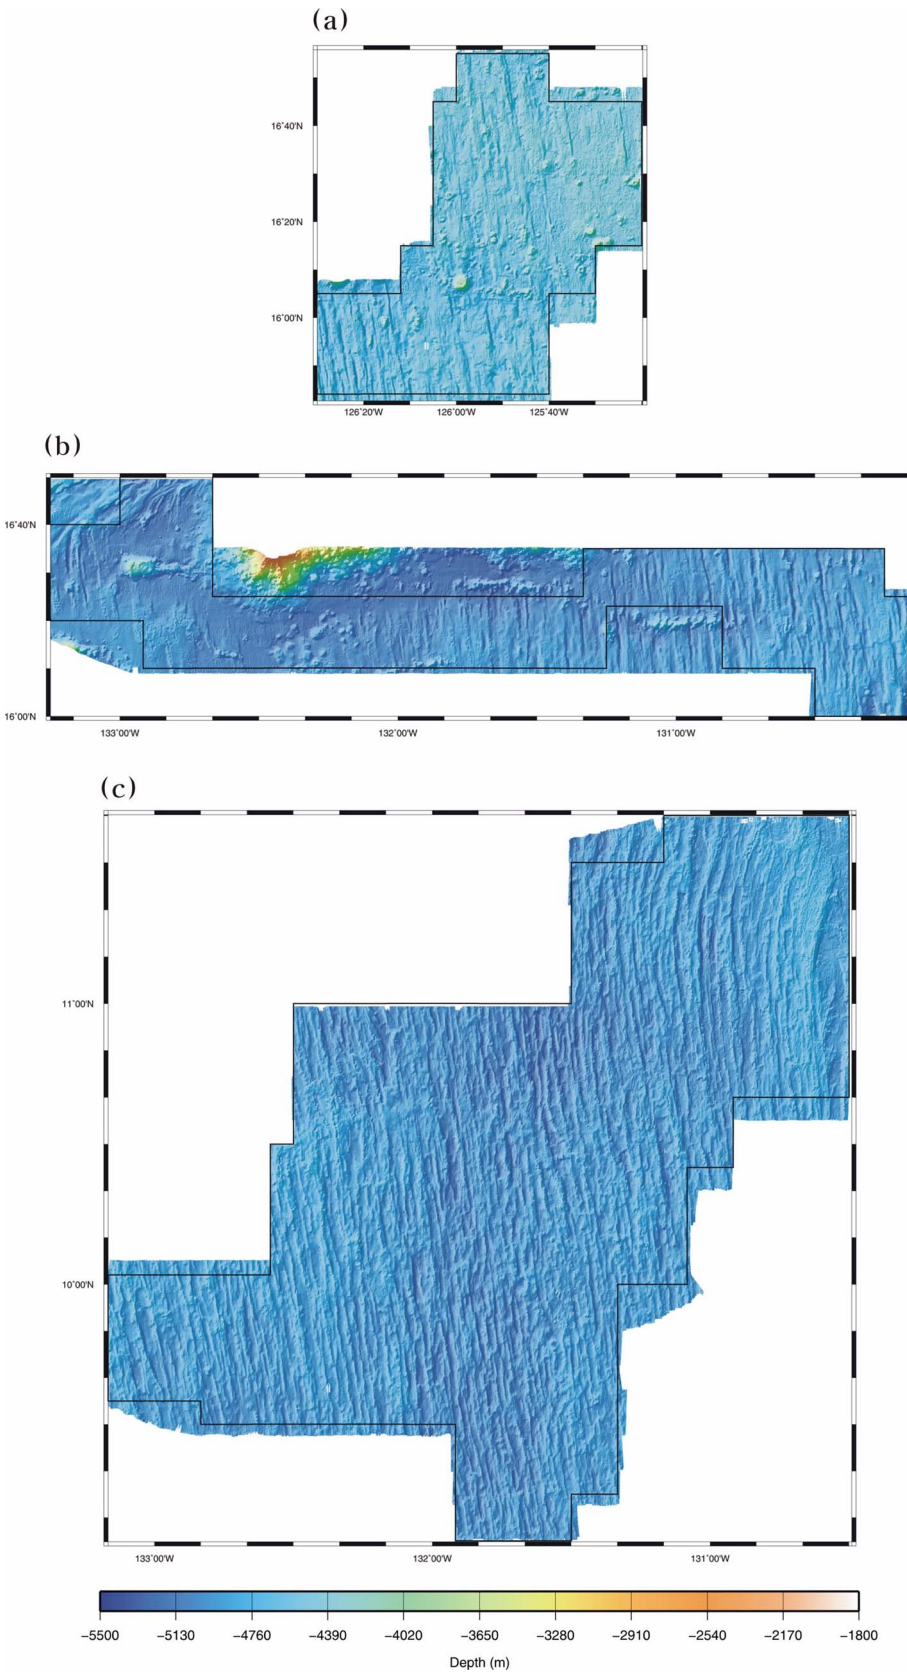 (a)
16°40'N
16°20'N
16°00'N
126°20'W 126°00'W 125°40'W
(b)
16°40'N
16°00'N
133°00'W 132°00'W 131°00'W
(c)
11°00'N
10°00'N
133°00'W 132°00'W 131°00'W
−5500 −5130 −4760 −4390 −4020 −3650 −3280 −2910 −2540 −2170 −1800
Depth (m)